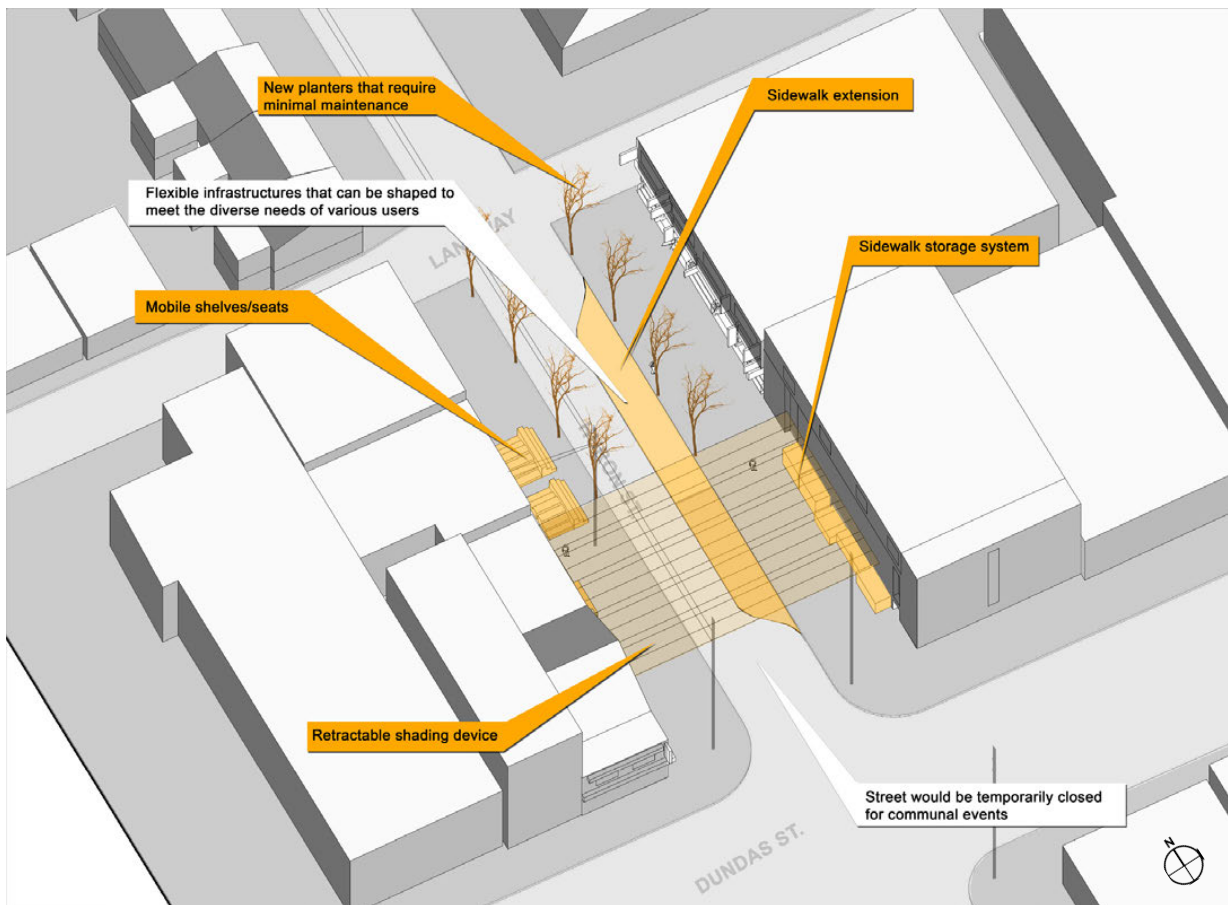 New planters that require
minimal maintenance
Sidewalk extension
Flexible infrastructures that can be shaped to
meet the diverse needs of various users
Sidewalk storage system
Mobile shelves/seats
Retractable shading device
Street would be temporarily closed
for communal events
DUNDAS ST.
N